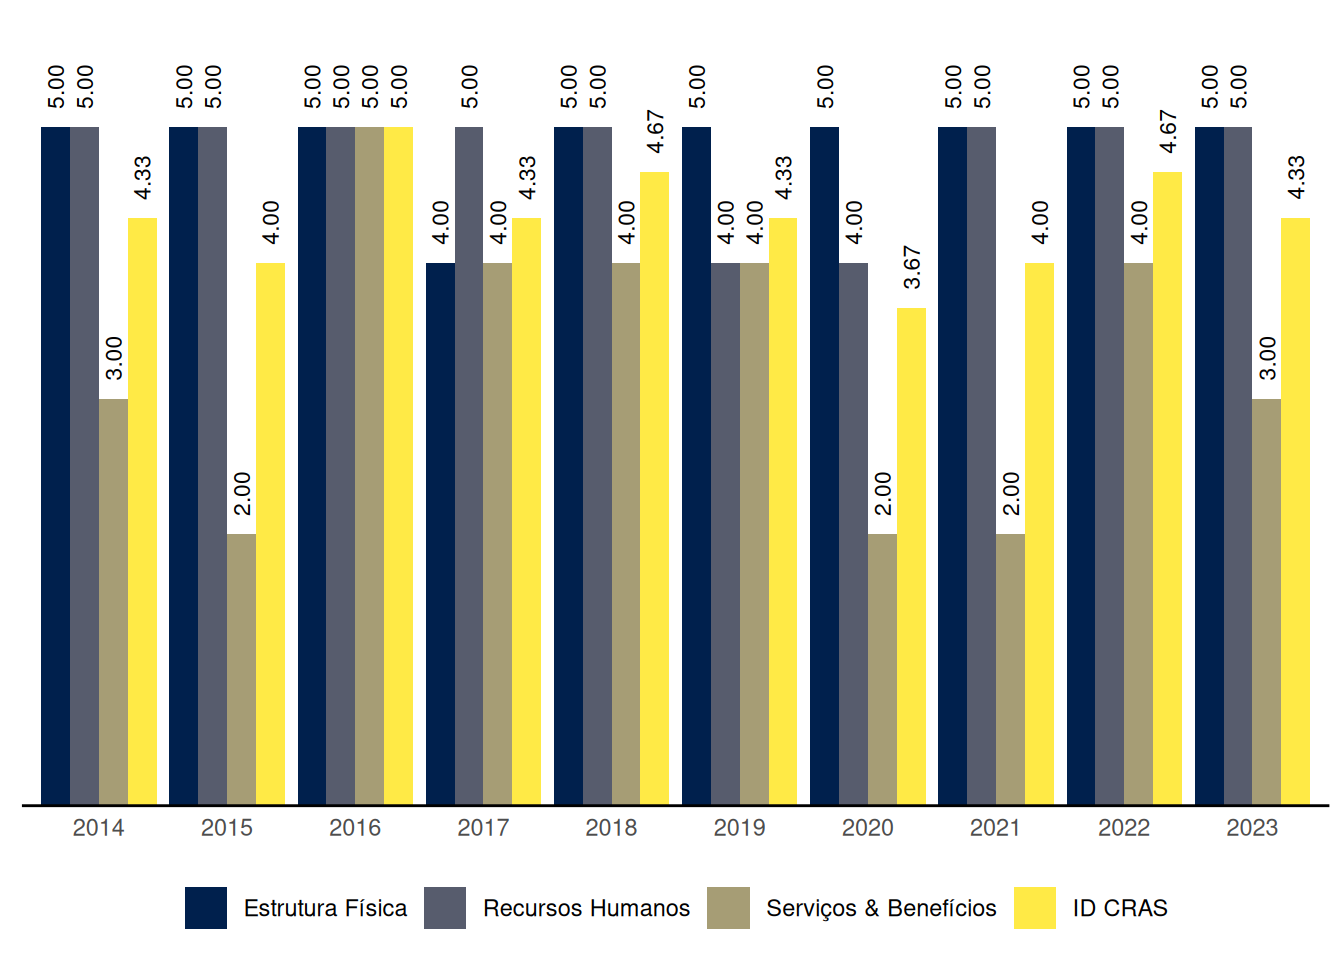 5.00 5.00 3.00 4.33
5.00 5.00 2.00 4.00
5.00 5.00 5.00 5.00
4.00 5.00 4.00 4.33
5.00 5.00 4.00 4.67
5.00 4.00 4.00 4.33
5.00 4.00 2.00 3.67
5.00 5.00 2.00 4.00
5.00 5.00 4.00 4.67
5.00 5.00 3.00 4.33
2014 2015 2016 2017 2018 2019 2020 2021 2022 2023
Estrutura Física Recursos Humanos Serviços & Benefícios ID CRAS